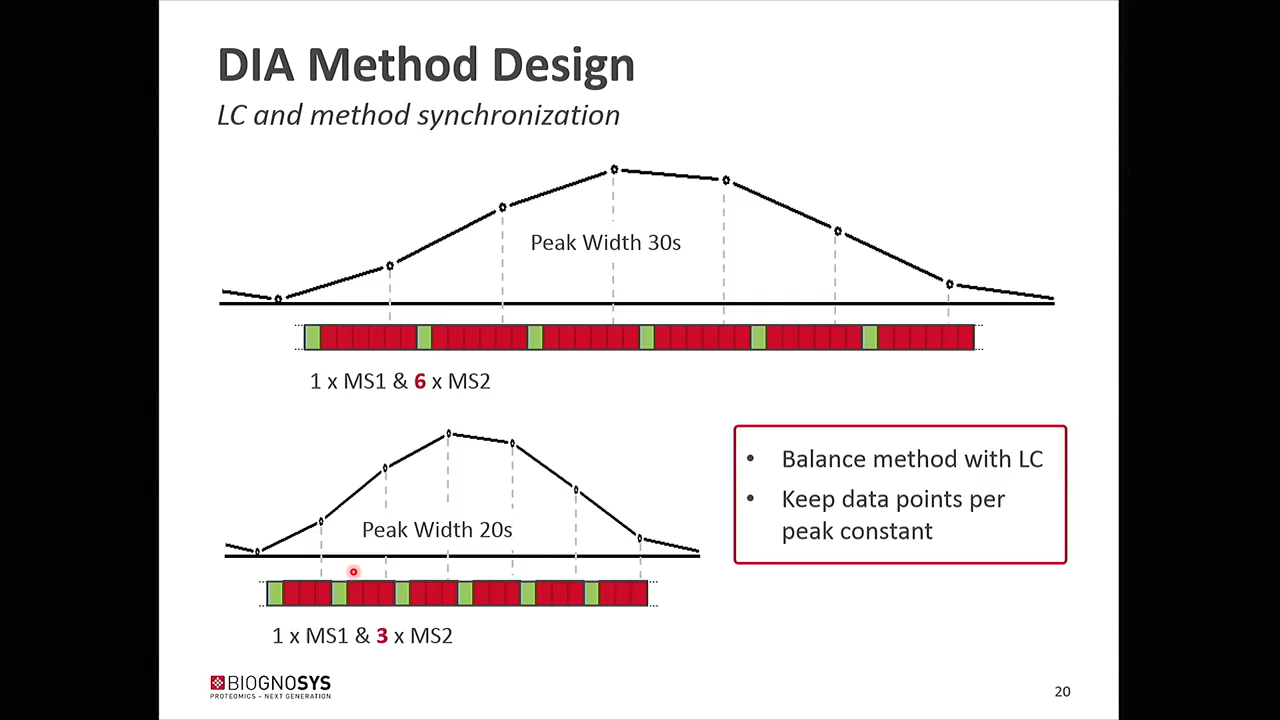 DIA Method Design
LC and method synchronization
Peak Width 30s
1 x MS1 & 6 x MS2
Peak Width 20s
1 x MS1 & 3 x MS2
• Balance method with LC
• Keep data points per
peak constant
BIOGNOSYS
PROTEOMICS – NEXT GENERATION
20